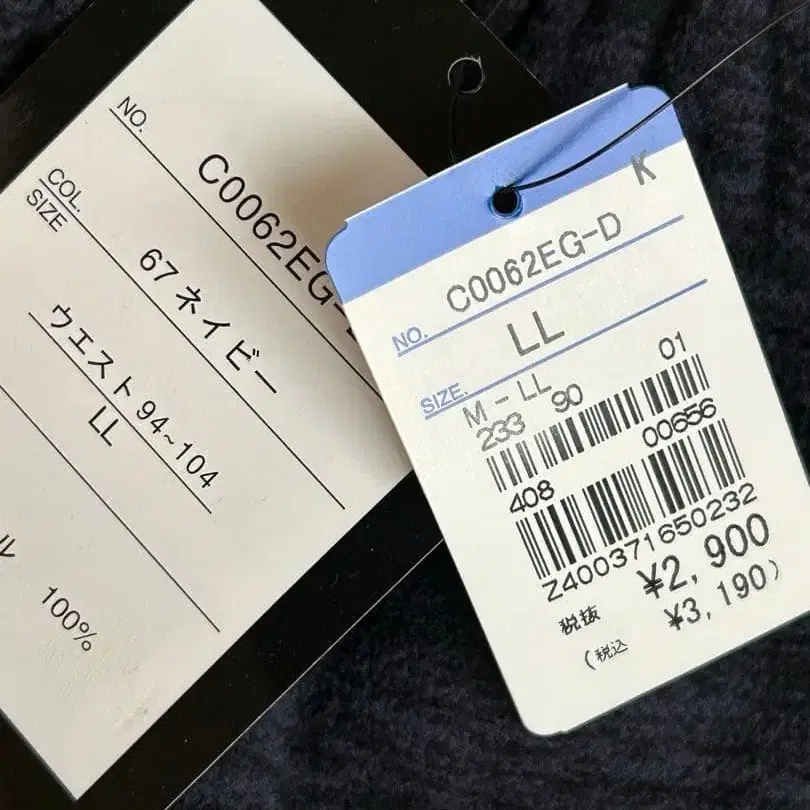 NO.
C0062EG-
COL.
67 ネイビー
SIZE
ウエスト 94~104
LL
ル
100%
K
NO. C0062EG-D
LL
SIZE.
M - LL
233 90 01
408 00656
Z400371650232
税抜 ¥2,900
(税込 ¥3,190)